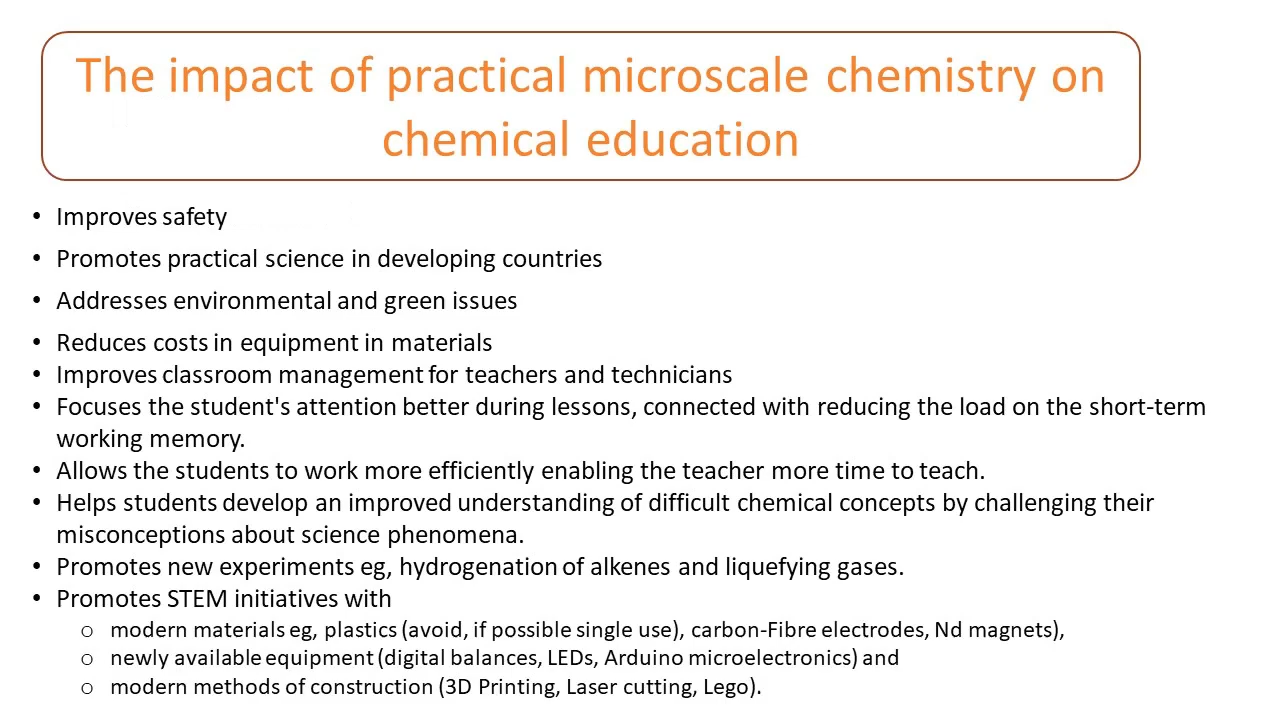 The impact of practical microscale chemistry on
chemical education
• Improves safety
• Promotes practical science in developing countries
• Addresses environmental and green issues
• Reduces costs in equipment in materials
• Improves classroom management for teachers and technicians
• Focuses the student's attention better during lessons, connected with reducing the load on the short-term
working memory.
• Allows the students to work more efficiently enabling the teacher more time to teach.
• Helps students develop an improved understanding of difficult chemical concepts by challenging their
misconceptions about science phenomena.
• Promotes new experiments eg, hydrogenation of alkenes and liquefying gases.
• Promotes STEM initiatives with
o modern materials eg, plastics (avoid, if possible single use), carbon-Fibre electrodes, Nd magnets),
o newly available equipment (digital balances, LEDs, Arduino microelectronics) and
o modern methods of construction (3D Printing, Laser cutting, Lego).